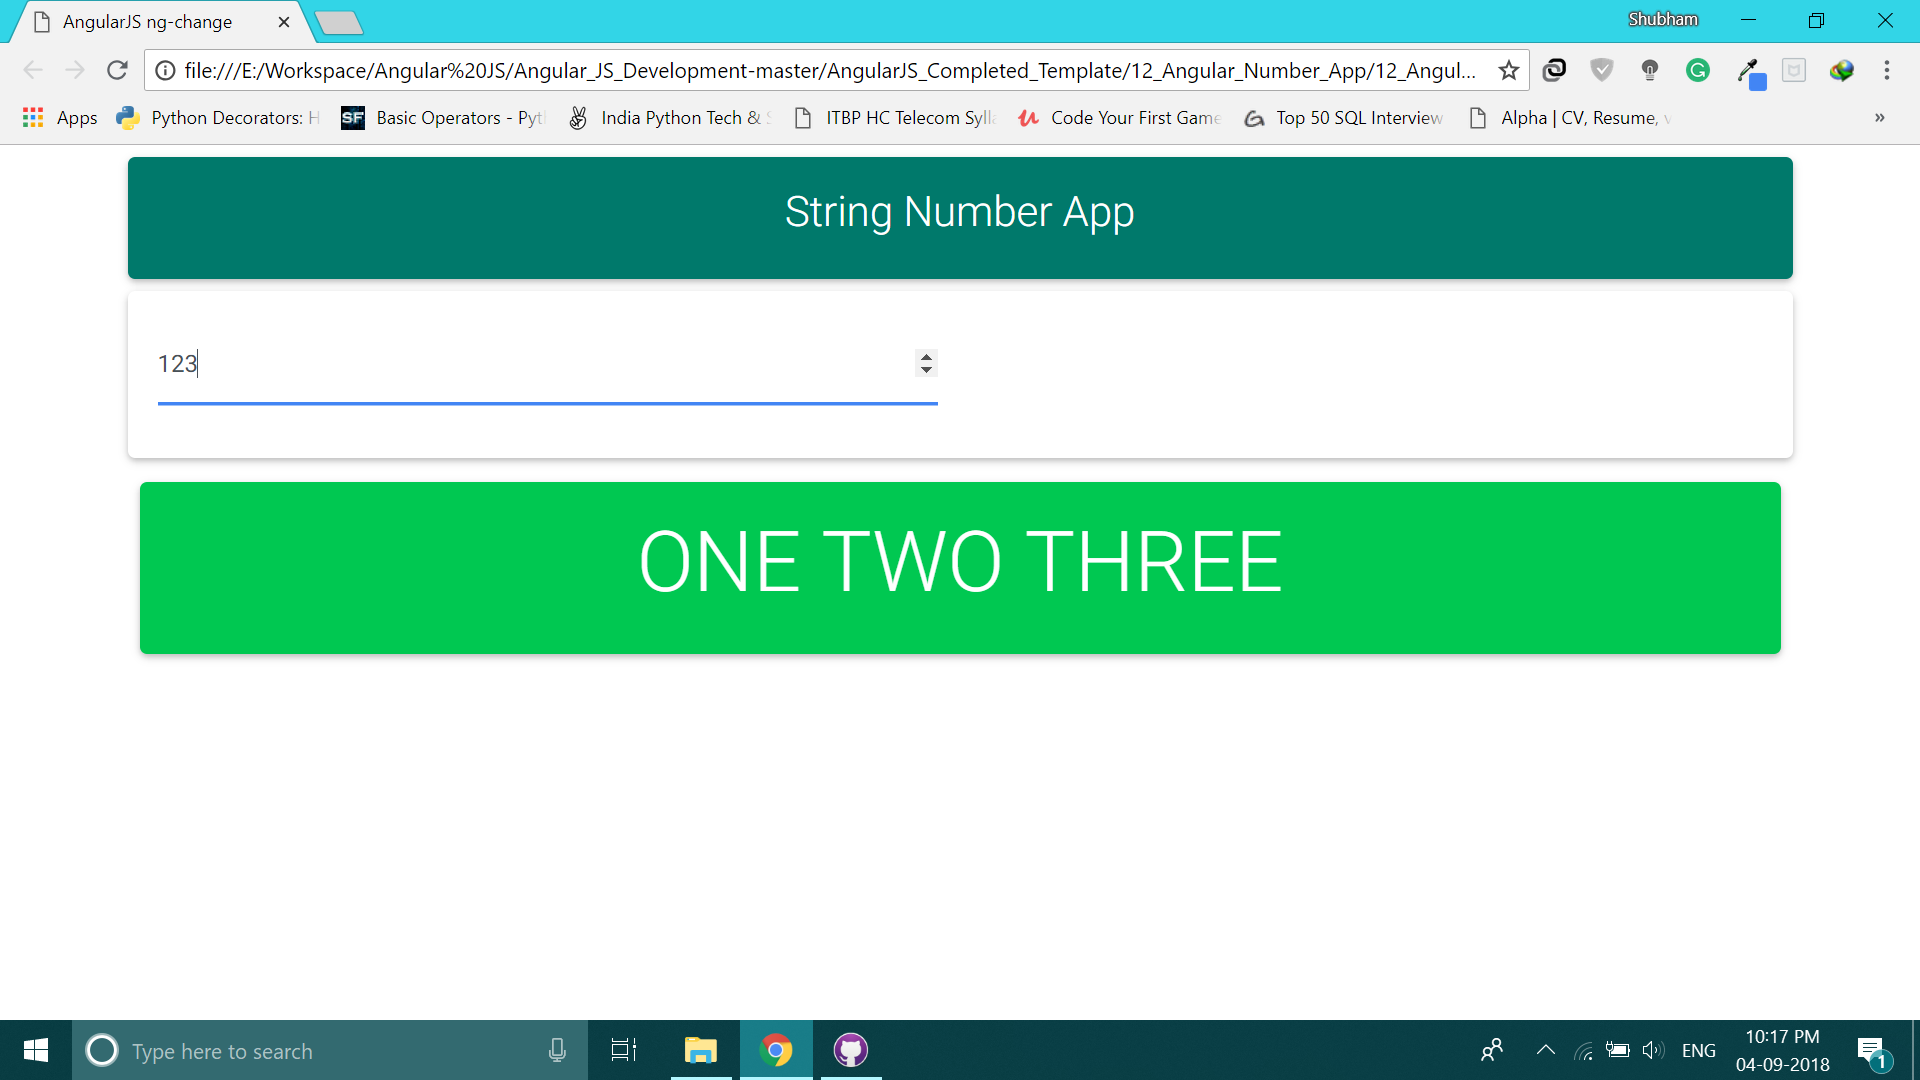 AngularJS ng-change
Shubham
file:///E:/Workspace/Angular%20JS/Angular_JS_Development-master/AngularJS_Completed_Template/12_Angular_Number_App/12_Angul...
Apps Python Decorators: H SF Basic Operators - Pyt India Python Tech & S ITBP HC Telecom Sylla Code Your First Game Top 50 SQL Interview Alpha | CV, Resume, v »
String Number App
123
ONE TWO THREE
Type here to search
ENG
10:17 PM
04-09-2018
1